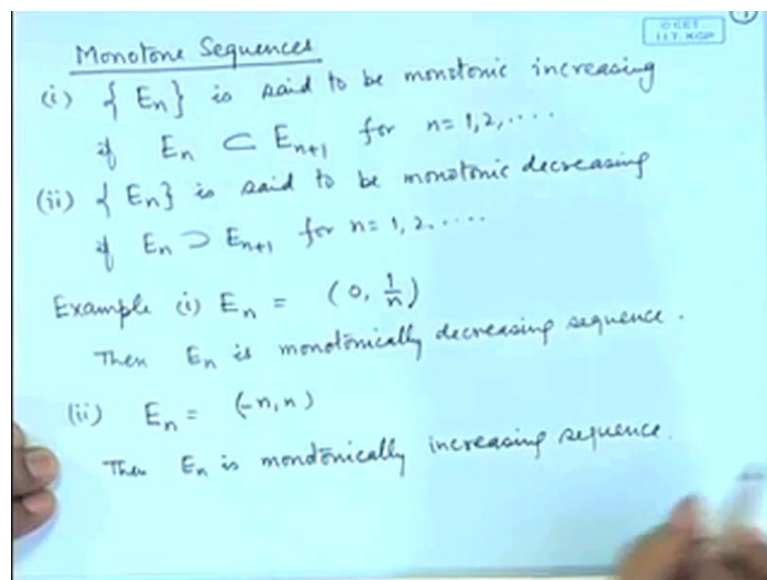 © CET
I.I.T. KGP
Monotone Sequences
(i) { En } is said to be monotonic increasing
if En ⊂ En+1 for n = 1, 2, ....
(ii) { En } is said to be monotonic decreasing
if En ⊃ En+1 for n = 1, 2, .....
Example (i) En = (0, 1/n)
Then En is monotonically decreasing sequence.
(ii) En = (-n, n)
Then En is monotonically increasing sequence.